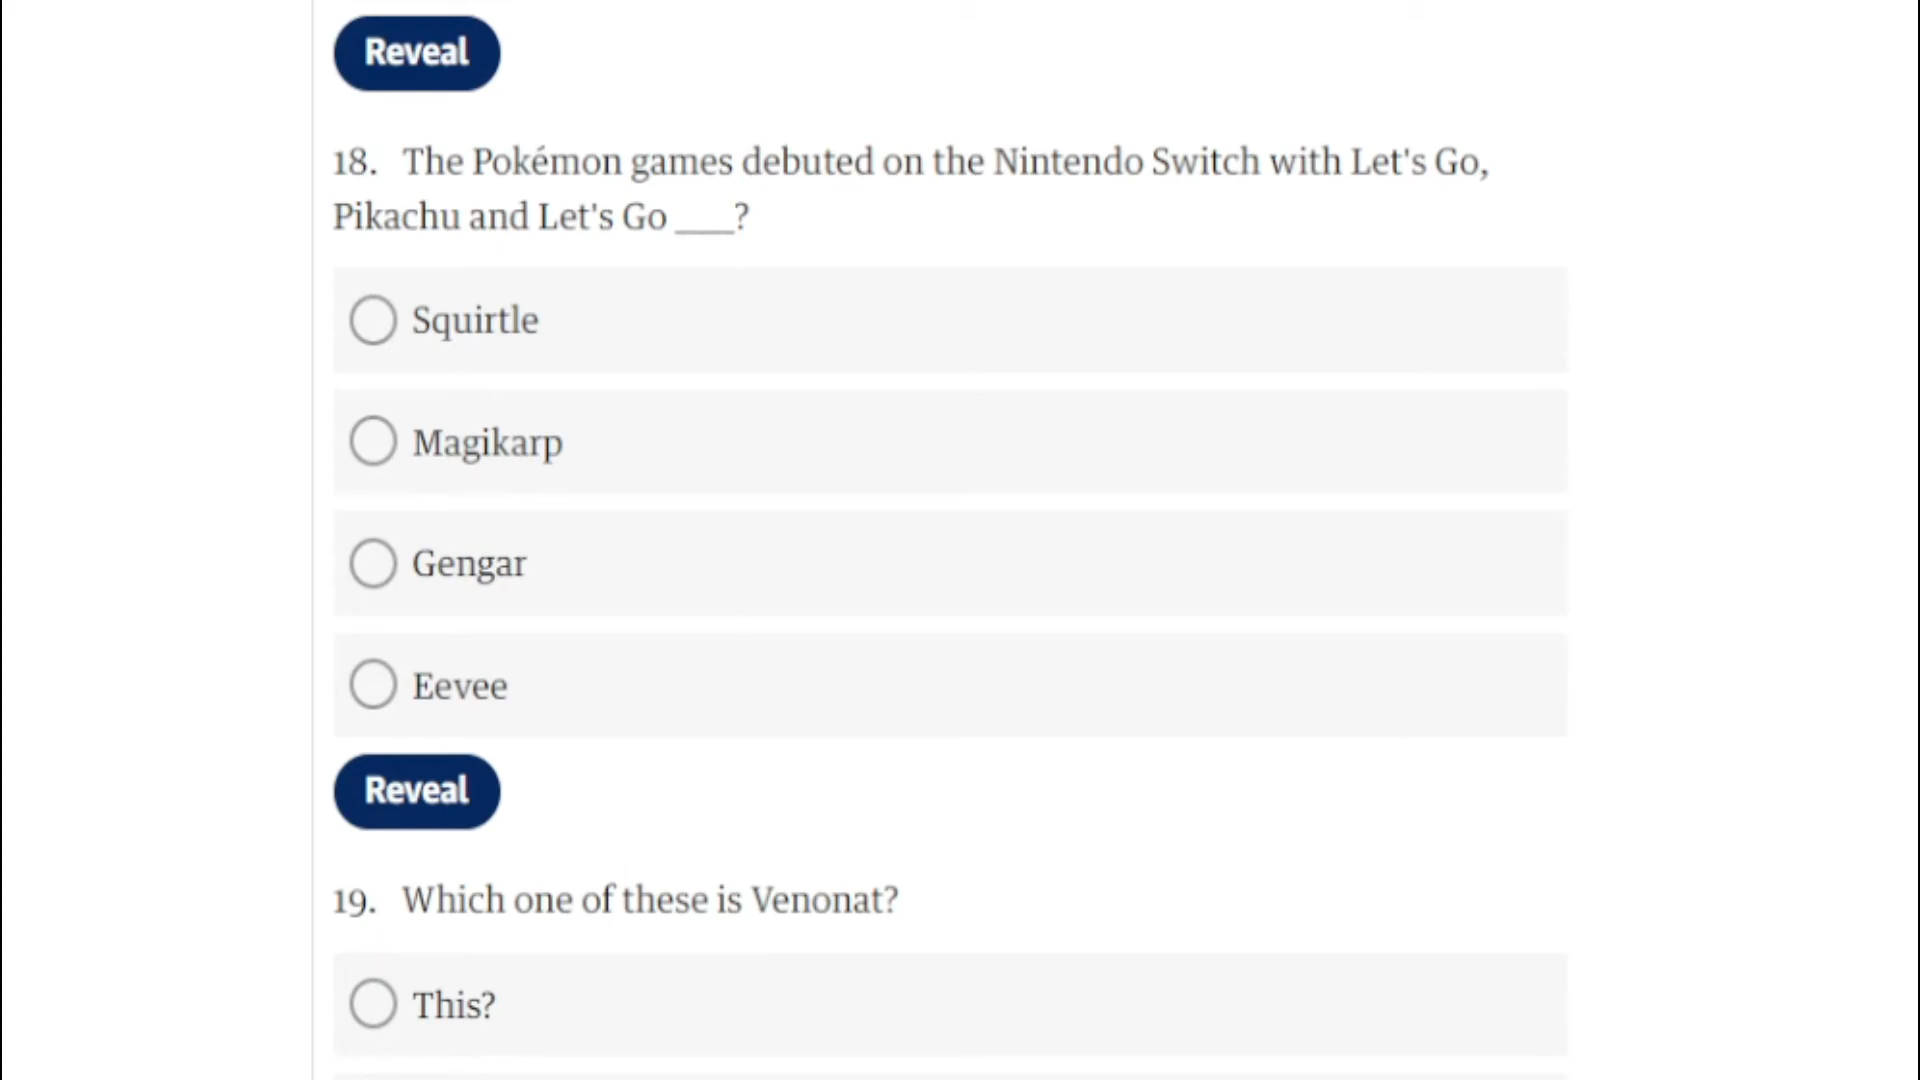 Reveal
18. The Pokémon games debuted on the Nintendo Switch with Let's Go,
Pikachu and Let's Go ___?
Squirtle
Magikarp
Gengar
Eevee
Reveal
19. Which one of these is Venonat?
This?